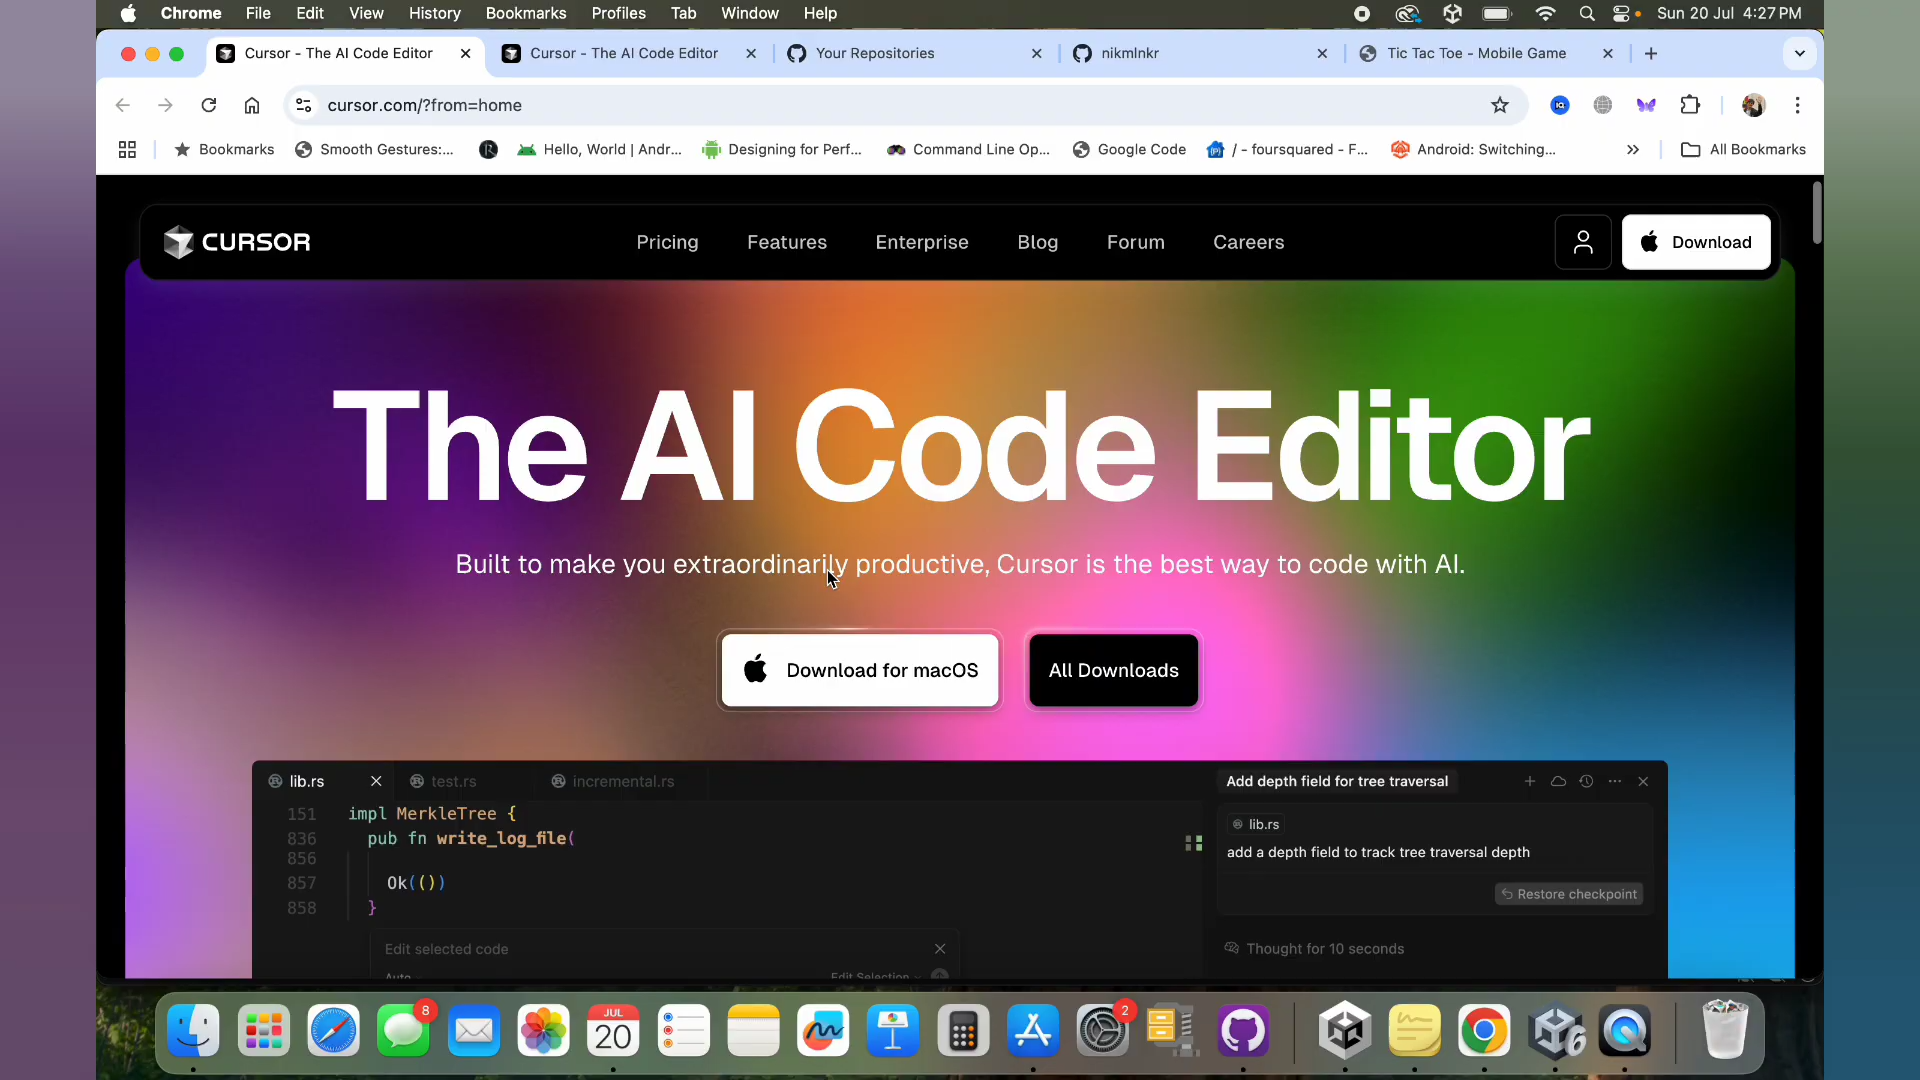 Chrome File Edit View History Bookmarks Profiles Tab Window Help Sun 20 Jul 4:27 PM
Cursor - The AI Code Editor Cursor - The AI Code Editor Your Repositories nikmlnkr Tic Tac Toe - Mobile Game
cursor.com/?from=home
Bookmarks Smooth Gestures:... Hello, World | Andr... Designing for Perf... Command Line Op... Google Code / - foursquared - F... Android: Switching... » All Bookmarks
CURSOR Pricing Features Enterprise Blog Forum Careers Download
The AI Code Editor
Built to make you extraordinarily productive, Cursor is the best way to code with AI.
Download for macOS All Downloads
lib.rs test.rs incremental.rs Add depth field for tree traversal
151 impl MerkleTree {
836 pub fn write_log_file(
856
857 Ok(())
858 }
lib.rs
add a depth field to track tree traversal depth
Restore checkpoint
Edit selected code
Thought for 10 seconds
Auto Edit Selection
8 JUL 20 2 6